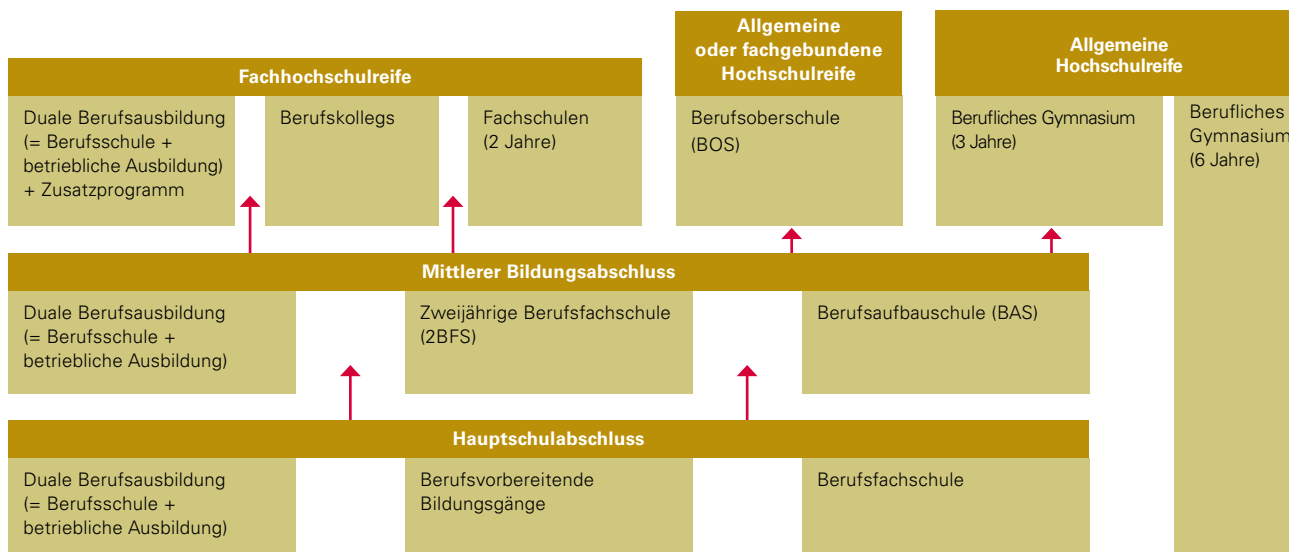 Fachhochschulreife
Duale Berufsausbildung
(= Berufsschule +
betriebliche Ausbildung)
+ Zusatzprogramm
Berufskollegs
Fachschulen
(2 Jahre)
Allgemeine
oder fachgebundene
Hochschulreife
Berufsoberschule
(BOS)
Allgemeine
Hochschulreife
Berufliches Gymnasium
(3 Jahre)
Berufliches
Gymnasium
(6 Jahre)
Mittlerer Bildungsabschluss
Duale Berufsausbildung
(= Berufsschule +
betriebliche Ausbildung)
Zweijährige Berufsfachschule
(2BFS)
Berufsaufbauschule (BAS)
Hauptschulabschluss
Duale Berufsausbildung
(= Berufsschule +
betriebliche Ausbildung)
Berufsvorbereitende
Bildungsgänge
Berufsfachschule